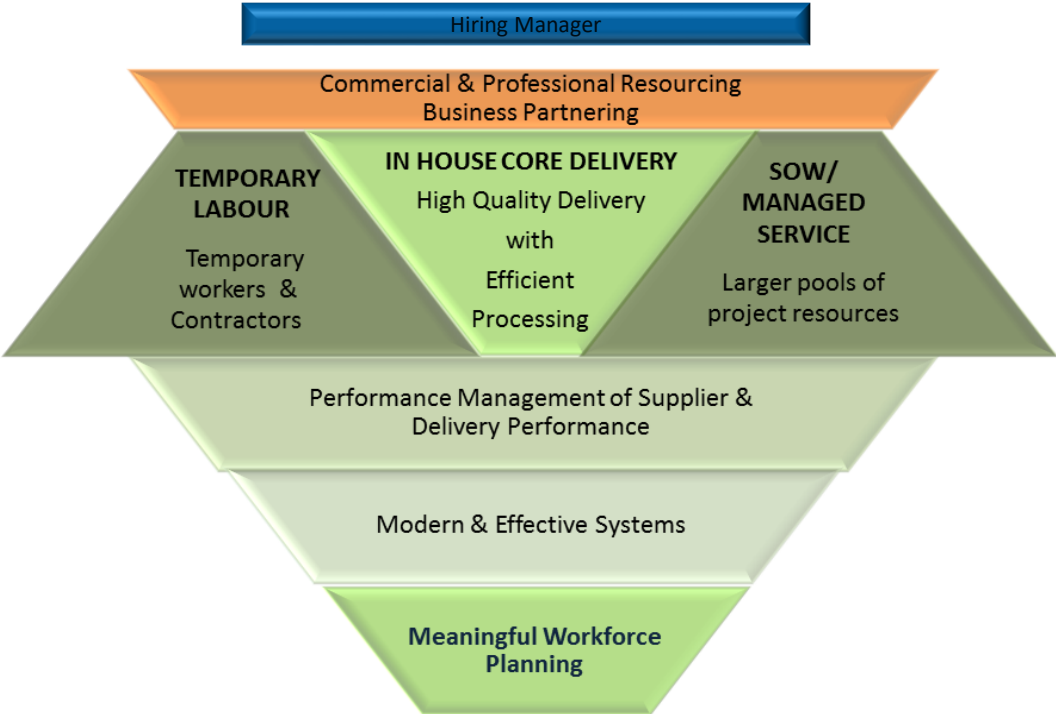 Hiring Manager
Commercial & Professional Resourcing
Business Partnering
TEMPORARY
LABOUR
Temporary
workers &
Contractors
IN HOUSE CORE DELIVERY
High Quality Delivery
with
Efficient
Processing
SOW/
MANAGED
SERVICE
Larger pools of
project resources
Performance Management of Supplier &
Delivery Performance
Modern & Effective Systems
Meaningful Workforce
Planning